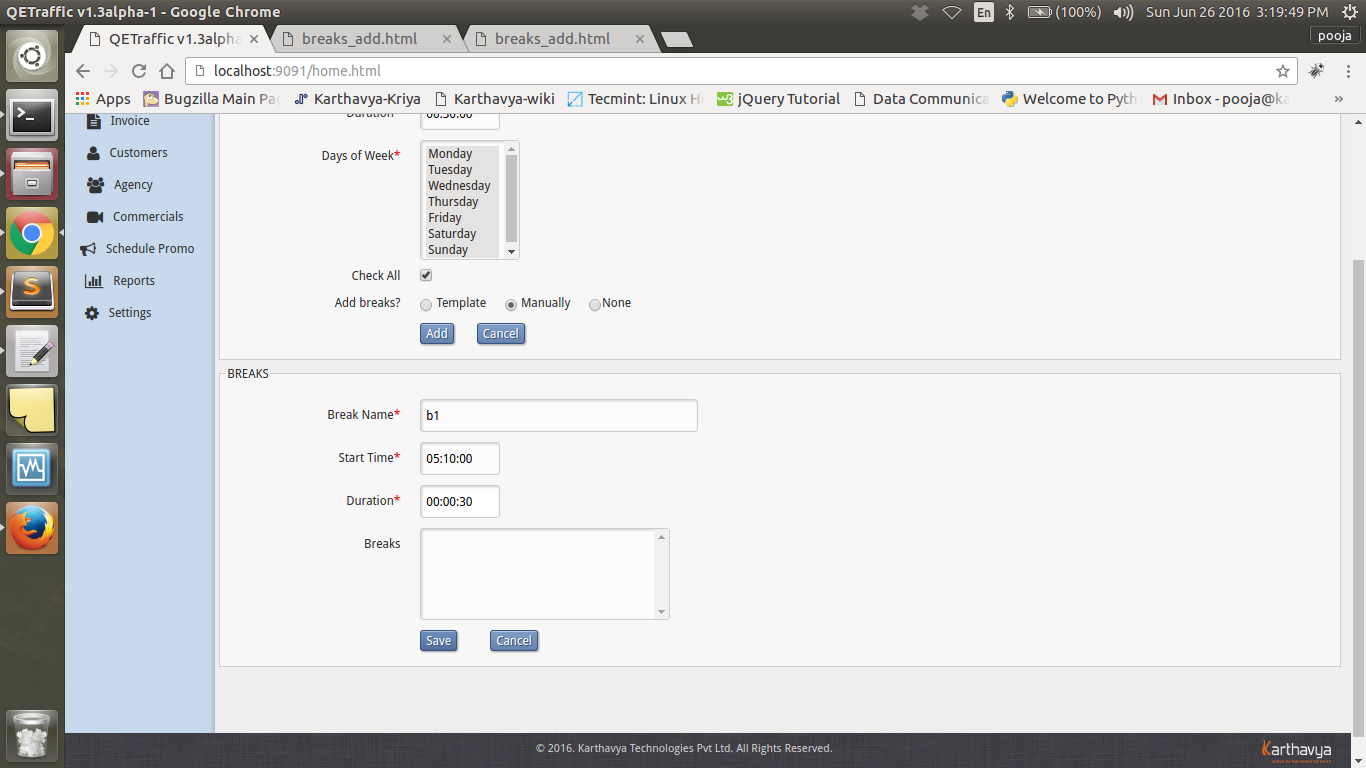 QETraffic v1.3alpha-1 - Google Chrome
En
(100%)
Sun Jun 26 2016 3:19:49 PM
QETraffic v1.3alpha
breaks_add.html
breaks_add.html
pooja
localhost:9091/home.html
Apps
Bugzilla Main Pa
Karthavya-Kriya
Karthavya-wiki
Tecmint: Linux H
w3
jQuery Tutorial
Data Communica
Welcome to Pyth
Inbox - pooja@ka
»
Invoice
Customers
Agency
Commercials
Schedule Promo
Reports
Settings
Duration
00:30:00
Days of Week*
Monday
Tuesday
Wednesday
Thursday
Friday
Saturday
Sunday
Check All
Add breaks?
Template
Manually
None
Add
Cancel
BREAKS
Break Name*
b1
Start Time*
05:10:00
Duration*
00:00:30
Breaks
Save
Cancel
© 2016. Karthavya Technologies Pvt Ltd. All Rights Reserved.
Karthavya